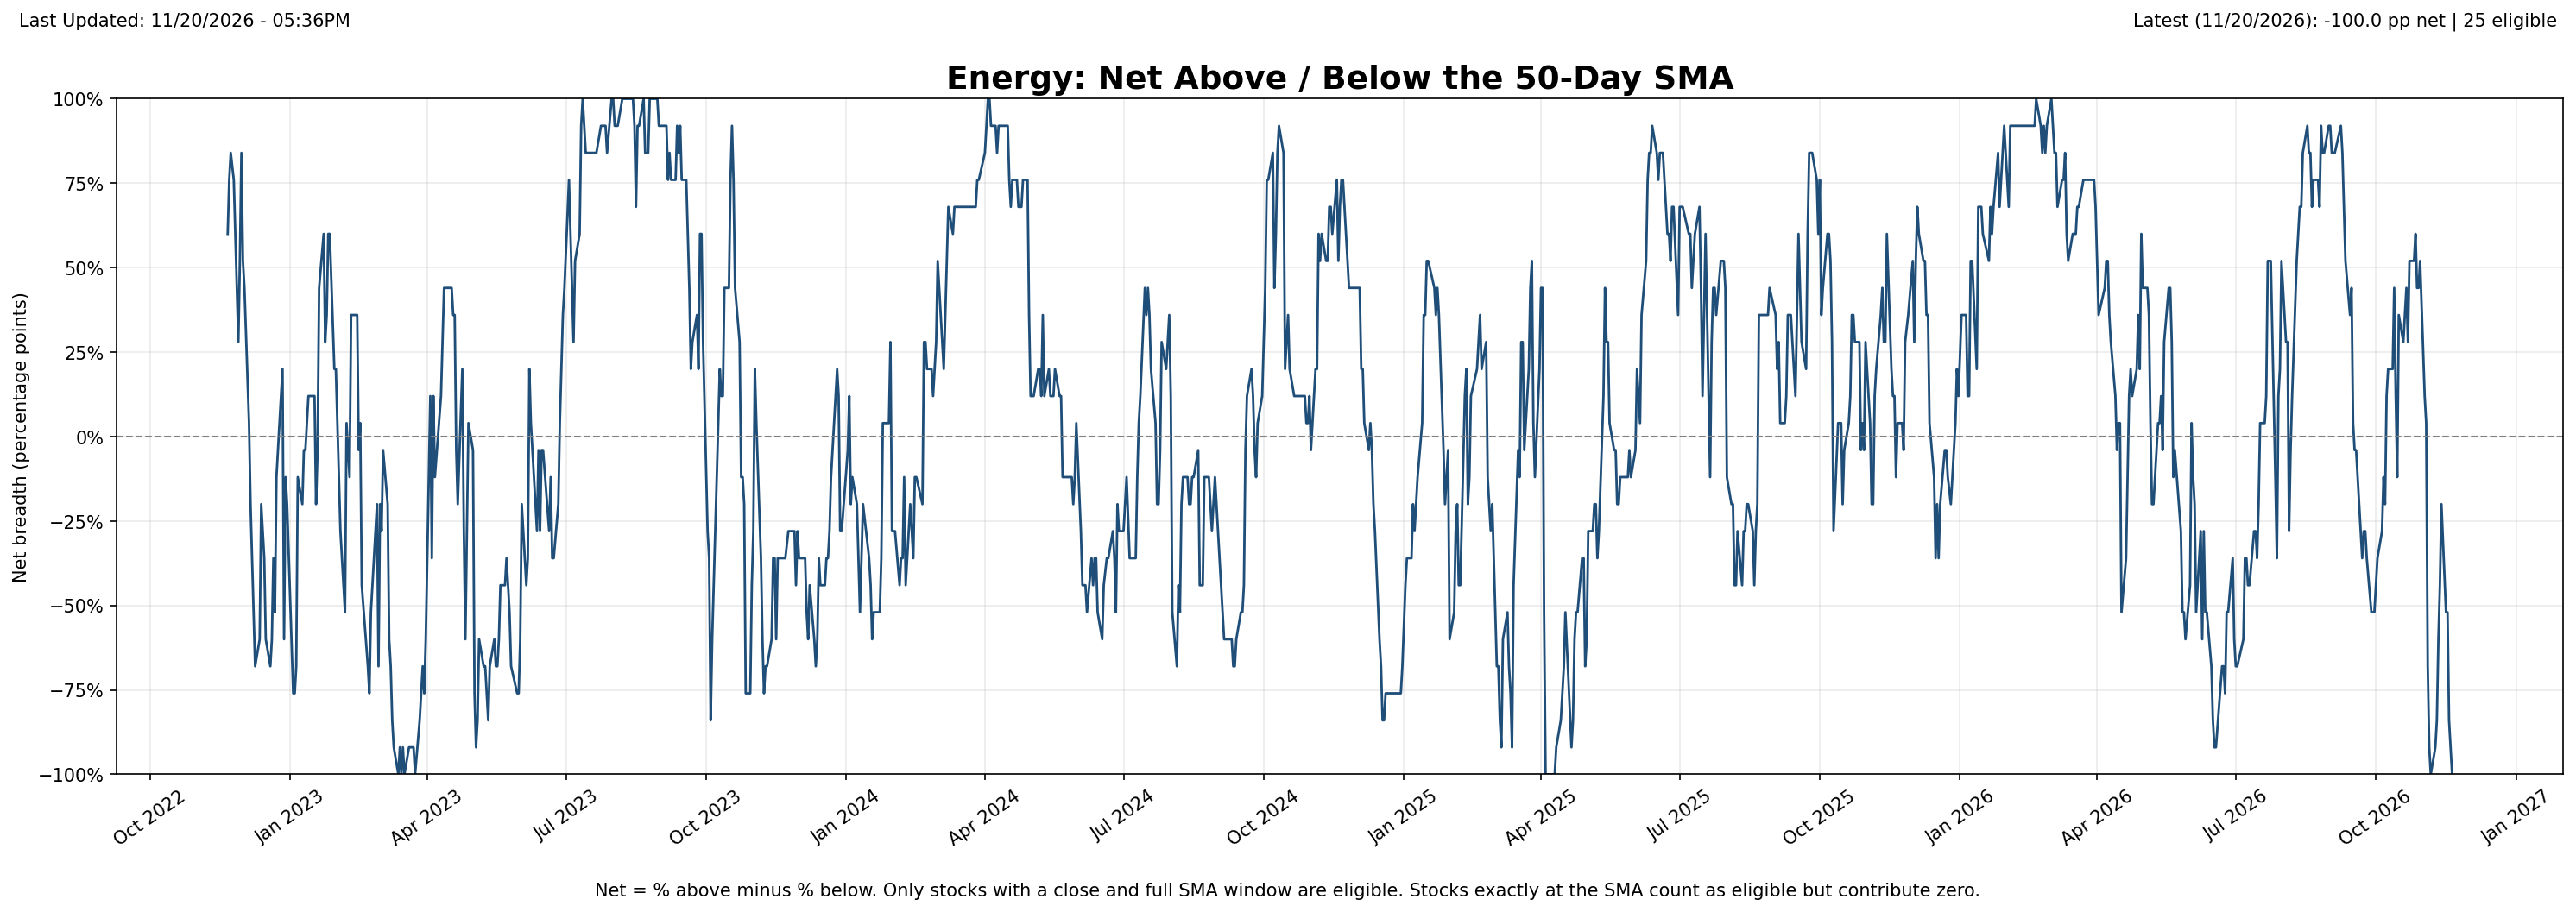 Last Updated: 11/20/2026 - 05:36PM
Latest (11/20/2026): -100.0 pp net | 25 eligible
Energy: Net Above / Below the 50-Day SMA
Net breadth (percentage points)
100%
75%
50%
25%
0%
−25%
−50%
−75%
−100%
Oct 2022
Jan 2023
Apr 2023
Jul 2023
Oct 2023
Jan 2024
Apr 2024
Jul 2024
Oct 2024
Jan 2025
Apr 2025
Jul 2025
Oct 2025
Jan 2026
Apr 2026
Jul 2026
Oct 2026
Jan 2027
Net = % above minus % below. Only stocks with a close and full SMA window are eligible. Stocks exactly at the SMA count as eligible but contribute zero.